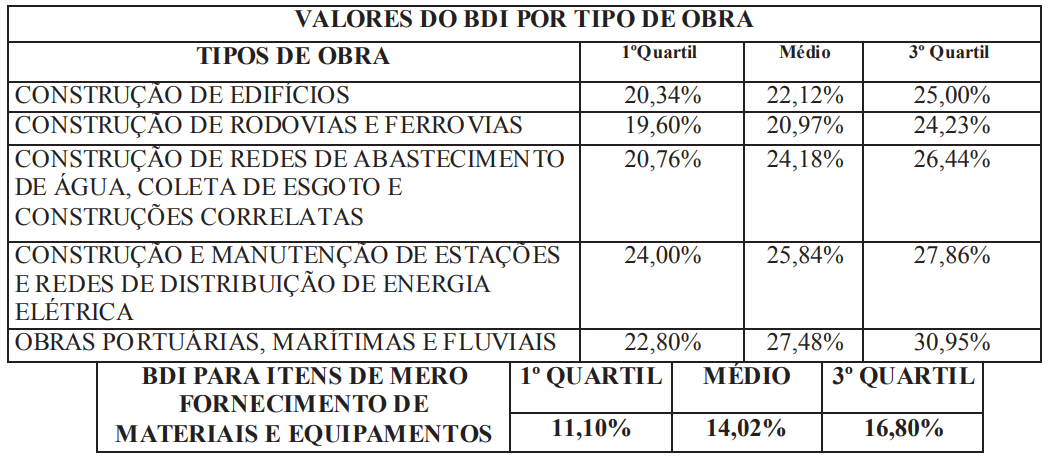 VALORES DO BDI POR TIPO DE OBRA
TIPOS DE OBRA 1ºQuartil Médio 3º Quartil
CONSTRUÇÃO DE EDIFÍCIOS 20,34% 22,12% 25,00%
CONSTRUÇÃO DE RODOVIAS E FERROVIAS 19,60% 20,97% 24,23%
CONSTRUÇÃO DE REDES DE ABASTECIMENTO 20,76% 24,18% 26,44%
DE ÁGUA, COLETA DE ESGOTO E
CONSTRUÇÕES CORRELATAS
CONSTRUÇÃO E MANUTENÇÃO DE ESTAÇÕES 24,00% 25,84% 27,86%
E REDES DE DISTRIBUIÇÃO DE ENERGIA
ELÉTRICA
OBRAS PORTUÁRIAS, MARÍTIMAS E FLUVIAIS 22,80% 27,48% 30,95%
BDI PARA ITENS DE MERO 1º QUARTIL MÉDIO 3º QUARTIL
FORNECIMENTO DE
MATERIAIS E EQUIPAMENTOS 11,10% 14,02% 16,80%